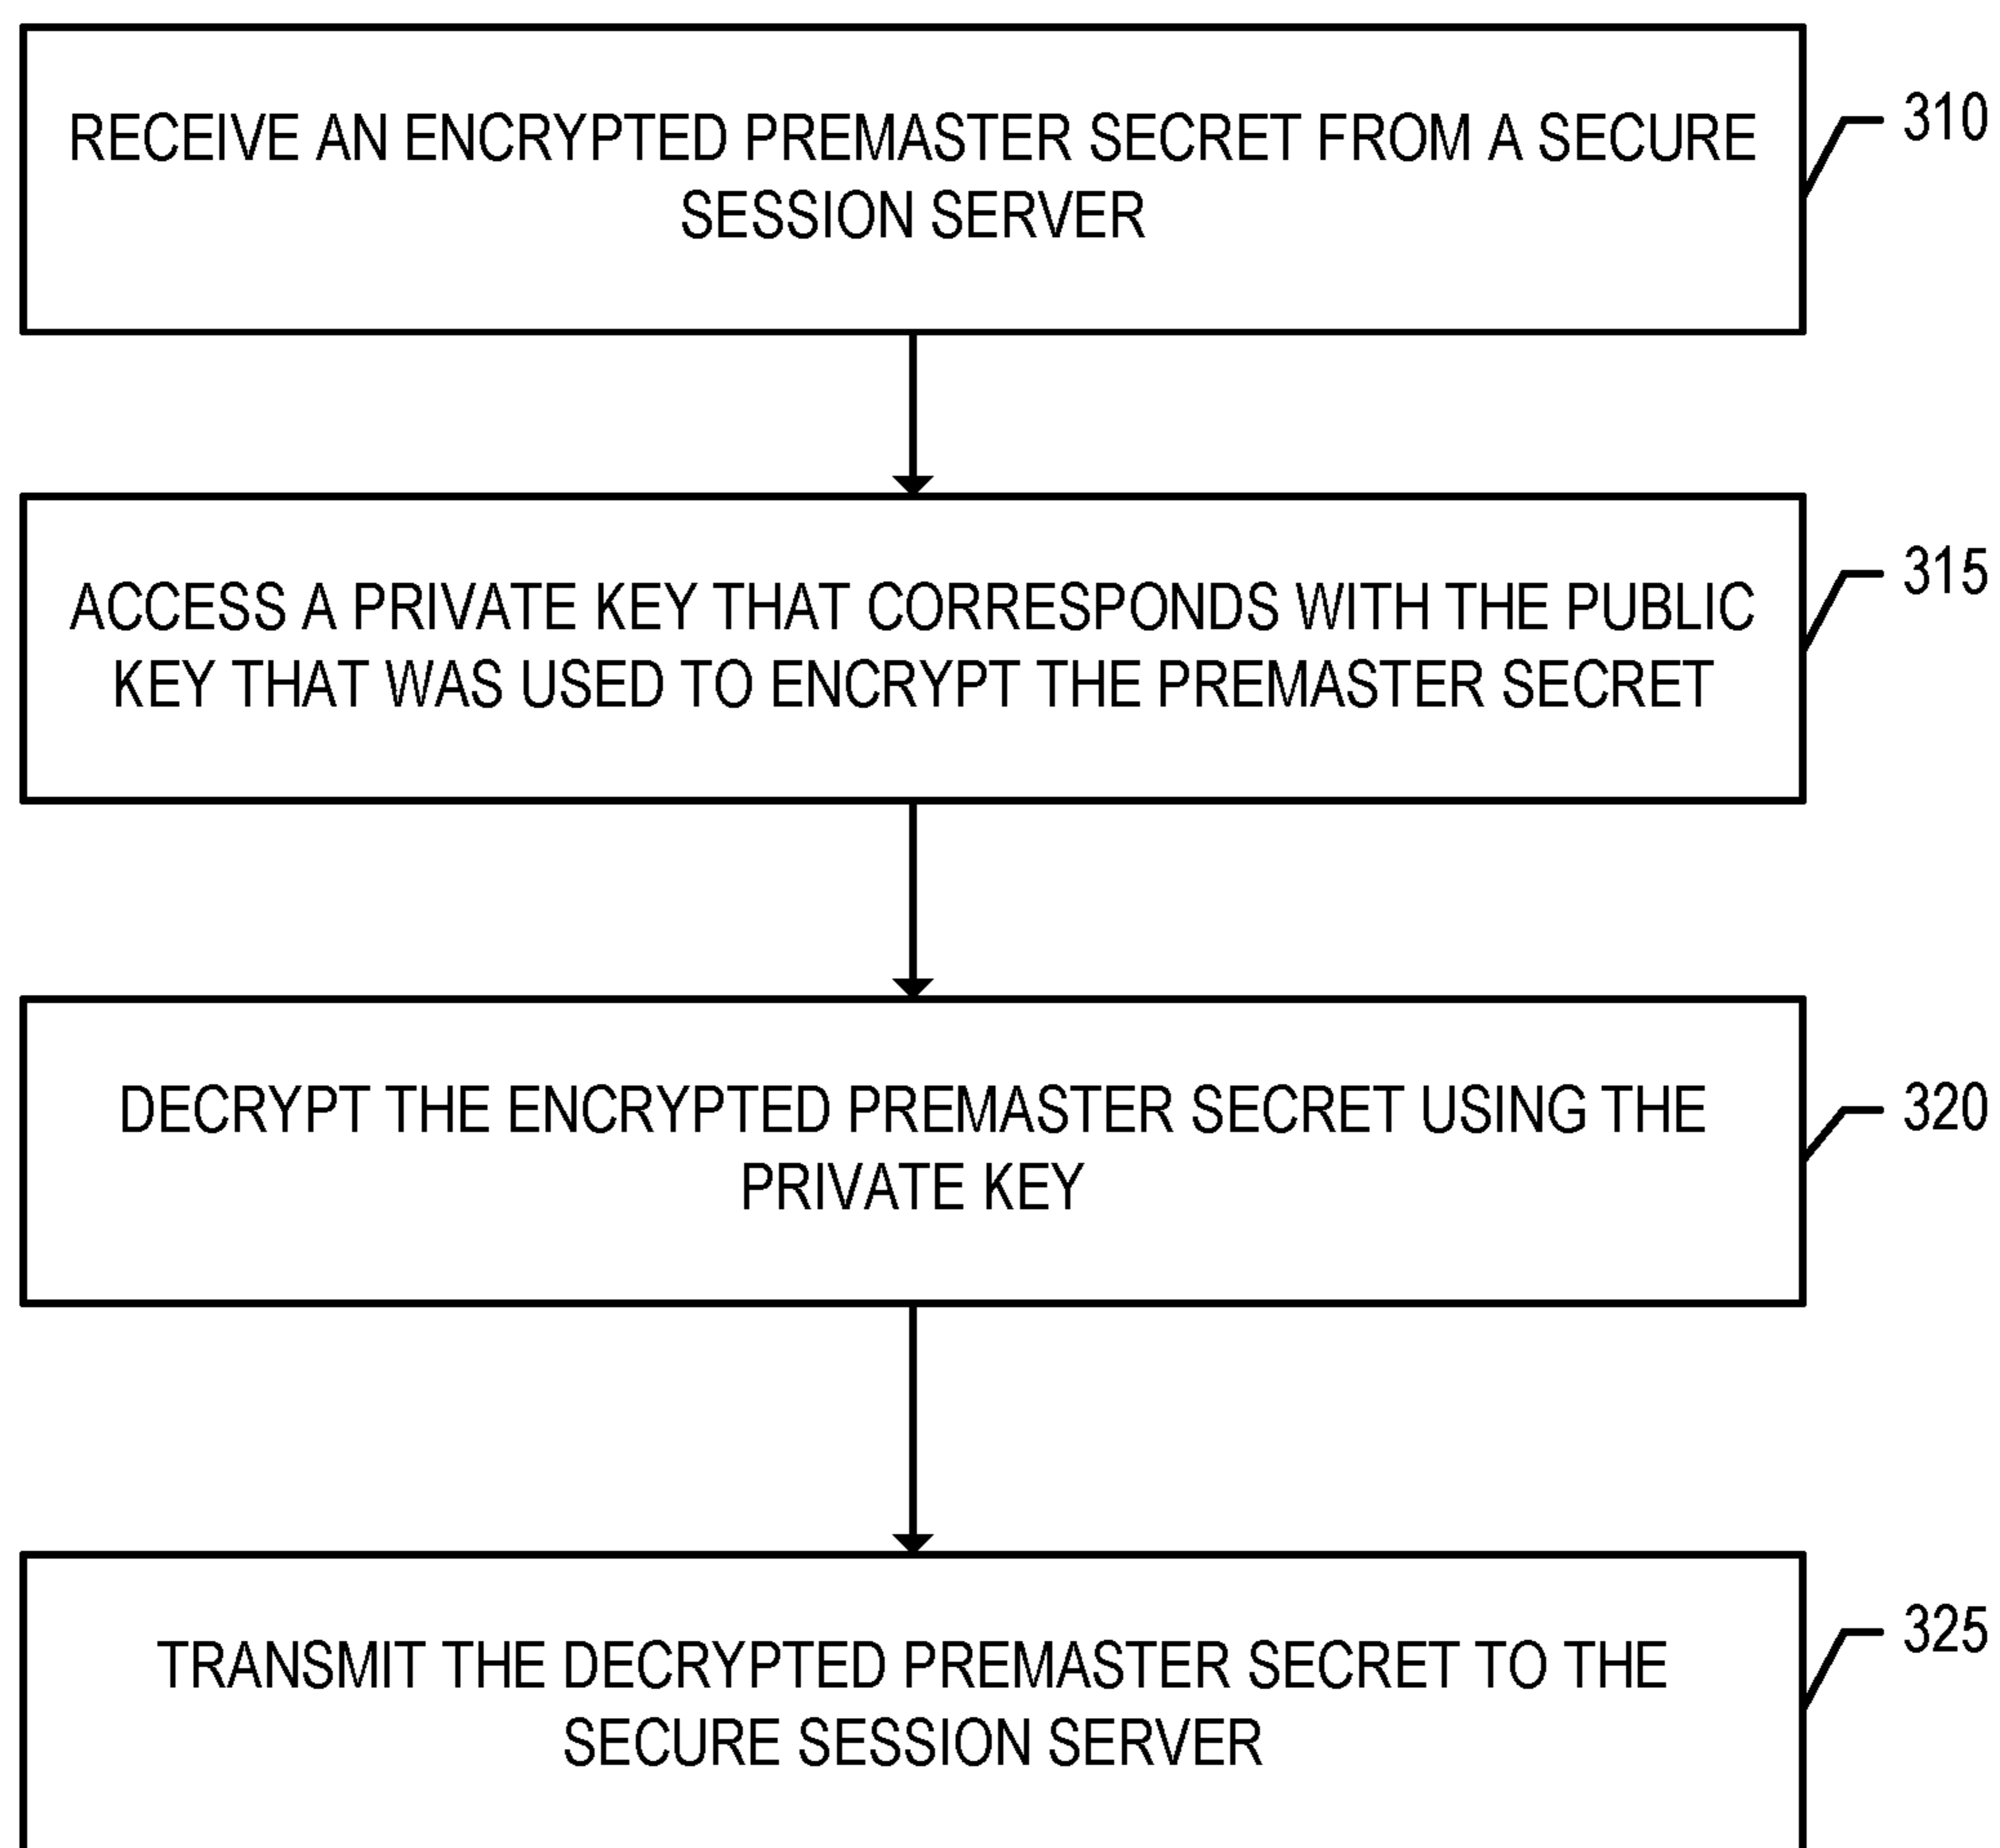 RECEIVE AN ENCRYPTED PREMASTER SECRET FROM A SECURE
SESSION SERVER
310
ACCESS A PRIVATE KEY THAT CORRESPONDS WITH THE PUBLIC
KEY THAT WAS USED TO ENCRYPT THE PREMASTER SECRET
315
DECRYPT THE ENCRYPTED PREMASTER SECRET USING THE
PRIVATE KEY
320
TRANSMIT THE DECRYPTED PREMASTER SECRET TO THE
SECURE SESSION SERVER
325